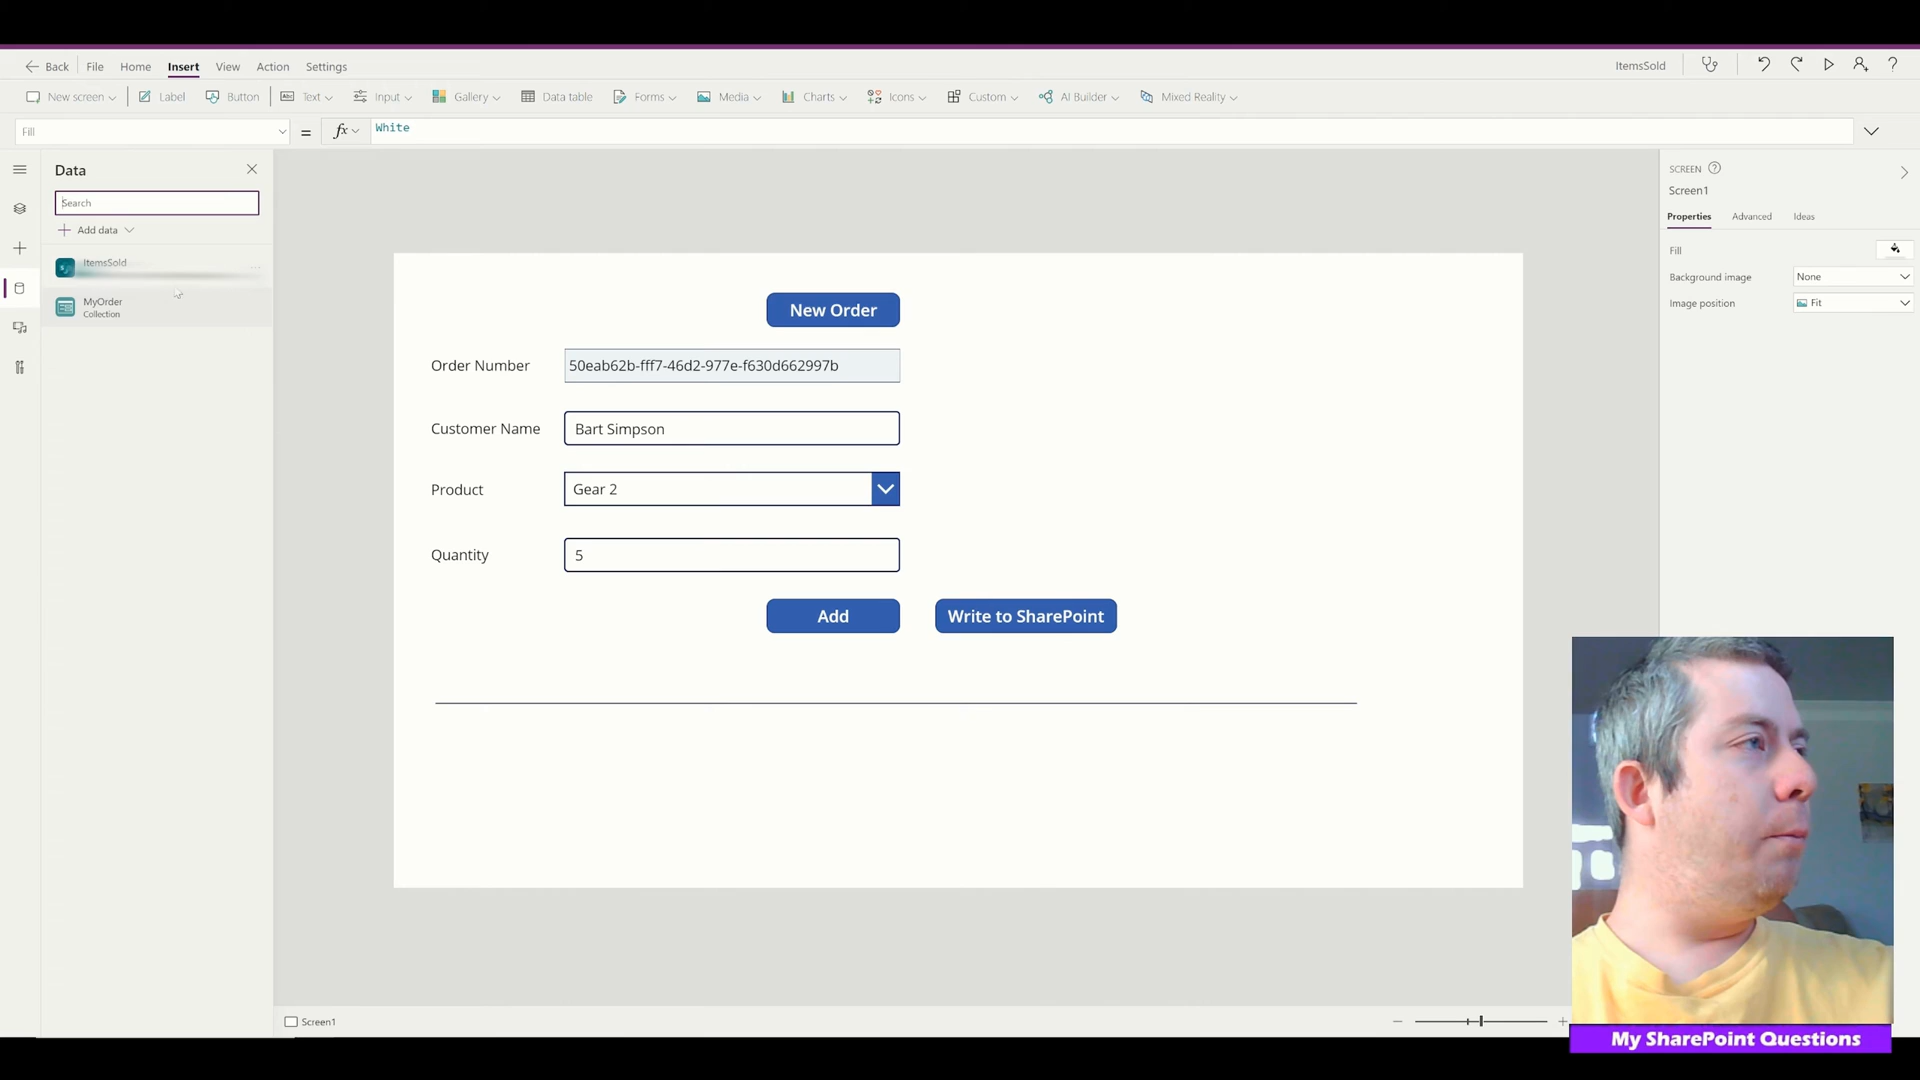 Back File Home Insert View Action Settings ItemsSold ?
New screen Label Button Text Input Gallery Data table Forms Media Charts Icons Custom AI Builder Mixed Reality
Fill = fx White
Data
Search
Add data
ItemsSold
MyOrder
Collection
New Order
Order Number 50eab62b-fff7-46d2-977e-f630d662997b
Customer Name Bart Simpson
Product Gear 2
Quantity 5
Add Write to SharePoint
SCREEN ?
Screen1
Properties Advanced Ideas
Fill
Background image None
Image position Fit
Screen1
My SharePoint Questions